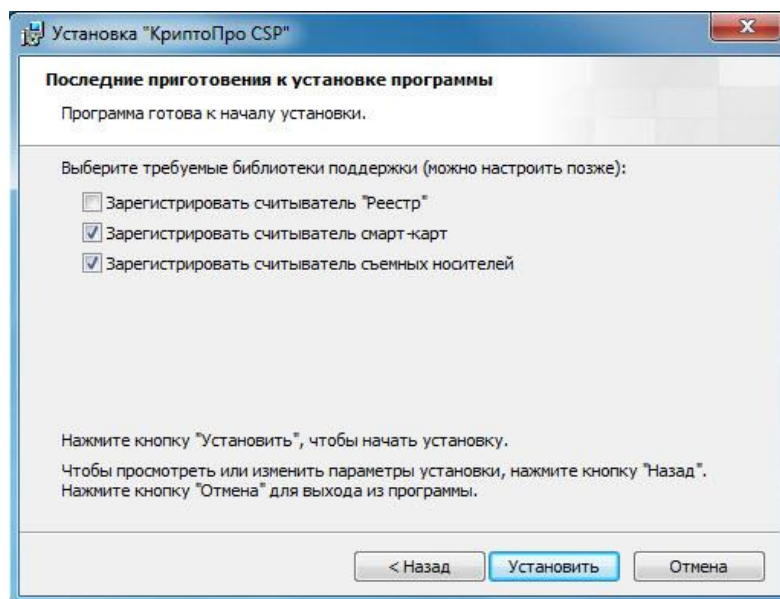 Установка "КриптоПро CSP"
Последние приготовения к установке программы
Программа готова к началу установки.
Выберите требуемые библиотеки поддержки (можно настроить позже):
Зарегистрировать считыватель "Реестр"
Зарегистрировать считыватель смарт-карт
Зарегистрировать считыватель съемных носителей
Нажмите кнопку "Установить", чтобы начать установку.
Чтобы просмотреть или изменить параметры установки, нажмите кнопку "Назад".
Нажмите кнопку "Отмена" для выхода из программы.
< Назад Установить Отмена